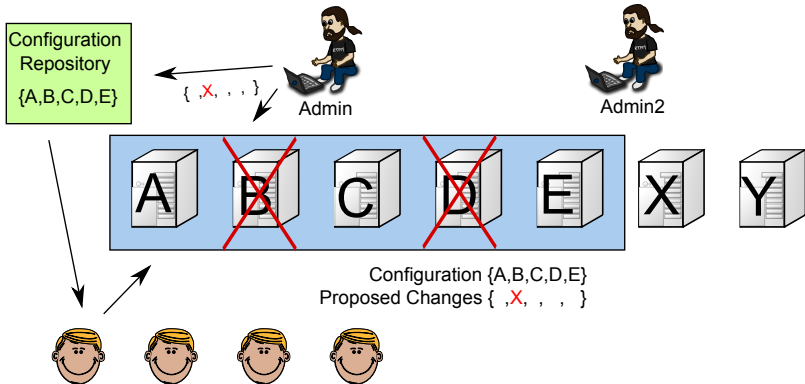 Configuration
Repository
{A,B,C,D,E}
{ ,X, , , }
Admin
Admin2
A B C D E X Y
Configuration {A,B,C,D,E}
Proposed Changes { ,X, , , }